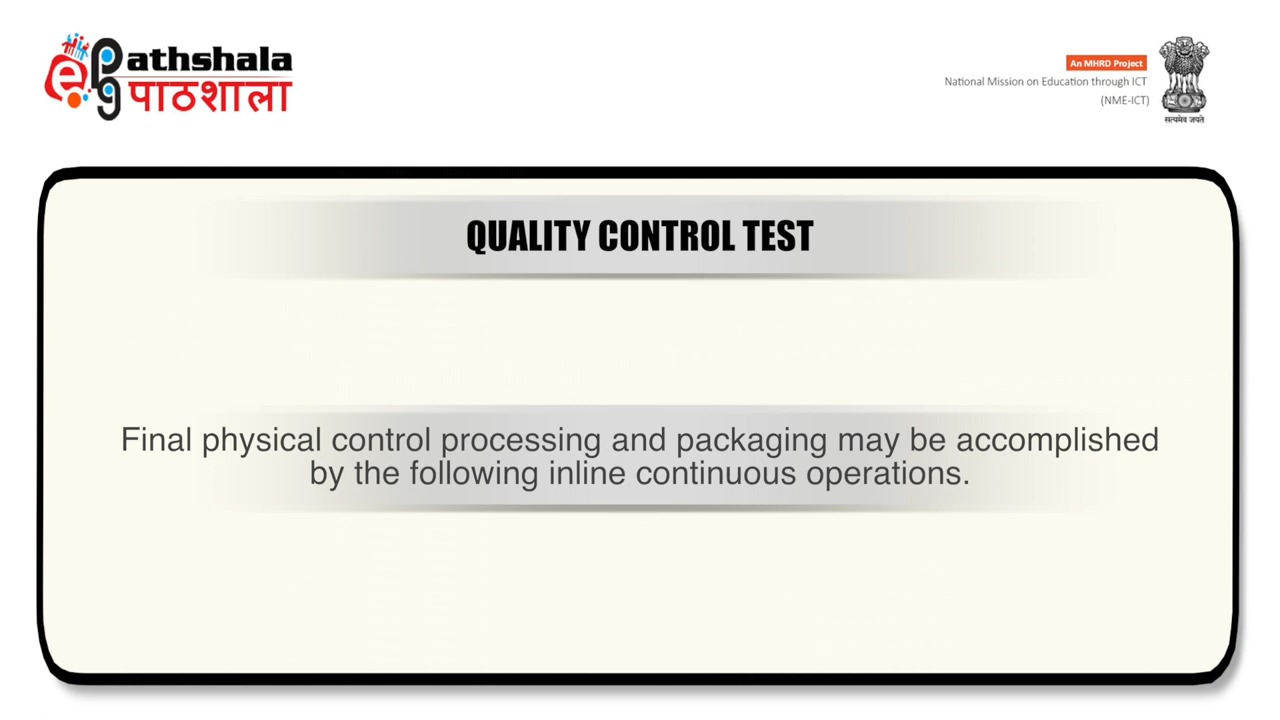 e Pg athshala
पाठशाला
An MHRD Project
National Mission on Education through ICT
(NME-ICT)
सत्यमेव जयते
QUALITY CONTROL TEST
Final physical control processing and packaging may be accomplished
by the following inline continuous operations.